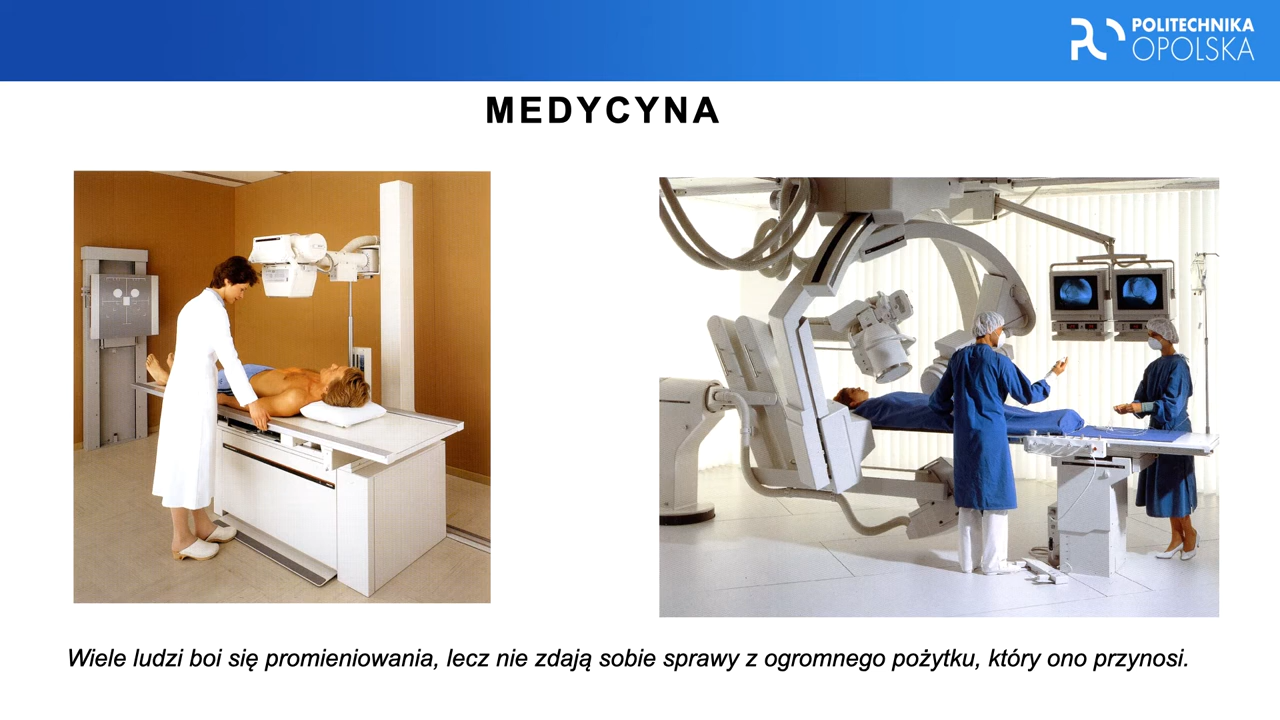 POLITECHNIKA
OPOLSKA
MEDYCYNA
Wiele ludzi boi się promieniowania, lecz nie zdają sobie sprawy z ogromnego pożytku, który ono przynosi.